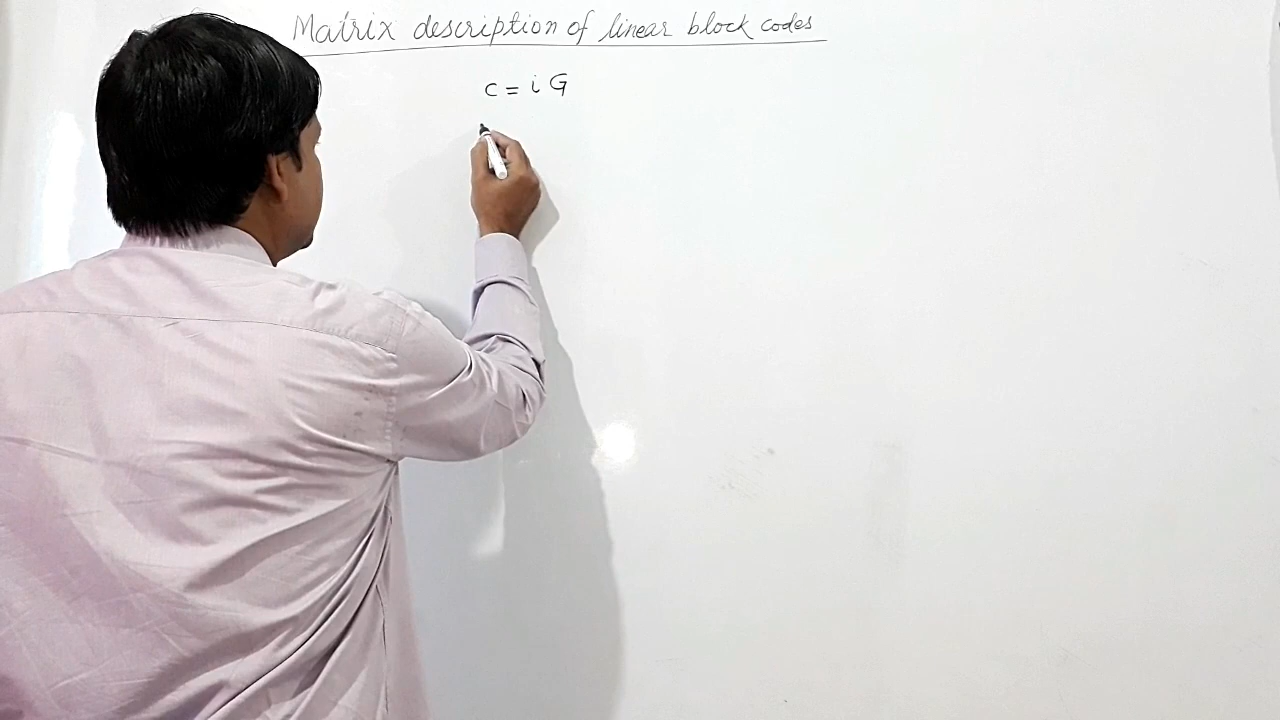 Matrix description of linear block codes
c = i G